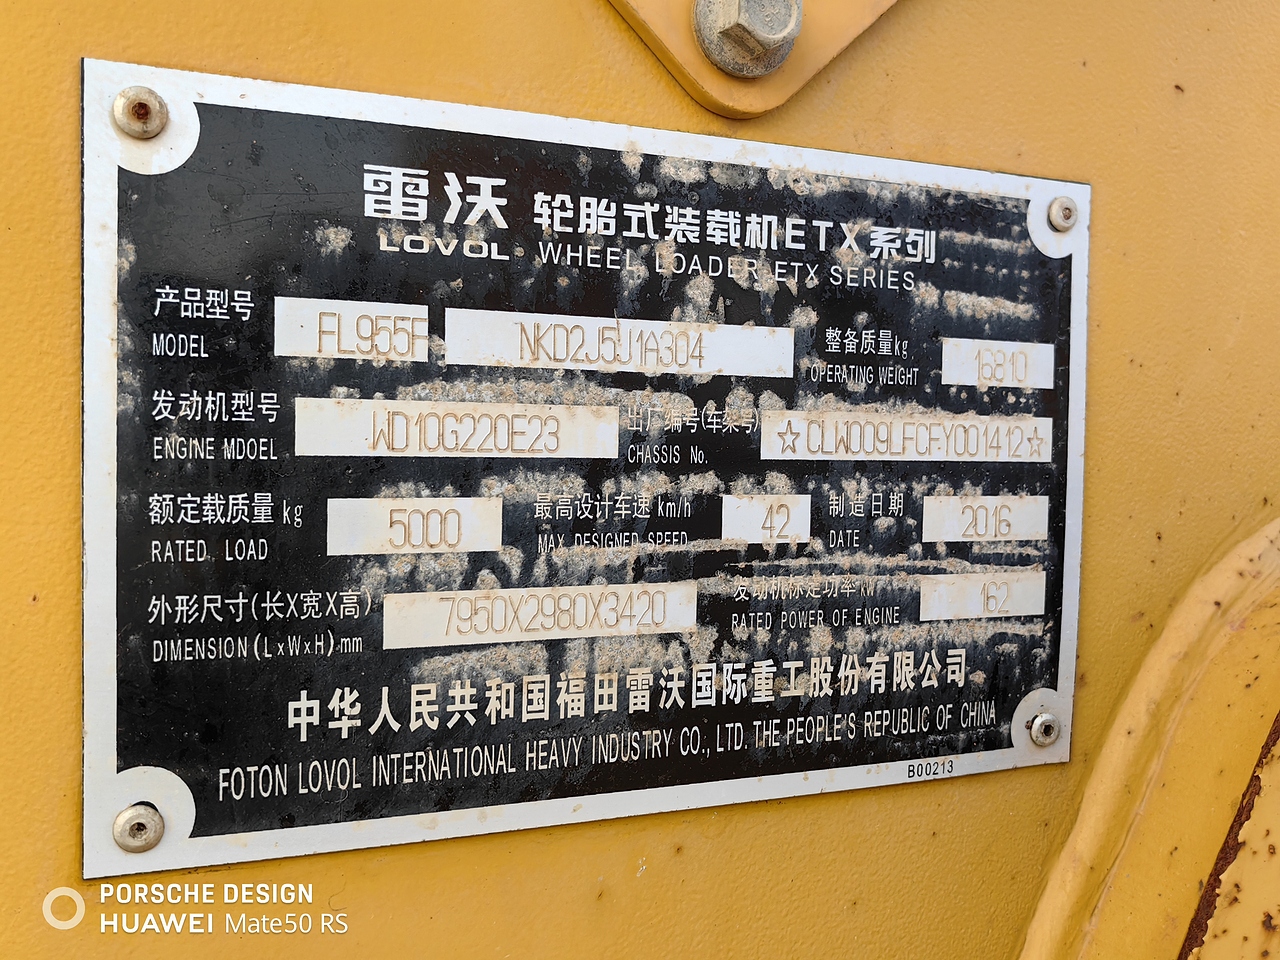 雷沃 轮胎式装载机ETX系列
LOVOL WHEEL LOADER ETX SERIES
产品型号 FL955F NKD2J5J1A304 整备质量kg 16810
MODEL OPERATING WEIGHT
发动机型号 WD10G220E23 出厂编号(车架号) ☆CLW009LFCFY001412☆
ENGINE MDOEL CHASSIS No.
额定载质量 kg 5000 最高设计车速 km/h 42 制造日期 2016
RATED LOAD MAX DESIGNED SPEED DATE
外形尺寸(长X宽X高) 7950X2980X3420 发动机标定功率kW 162
DIMENSION(LxWxH)mm RATED POWER OF ENGINE
中华人民共和国福田雷沃国际重工股份有限公司
FOTON LOVOL INTERNATIONAL HEAVY INDUSTRY CO., LTD. THE PEOPLE'S REPUBLIC OF CHINA
B00213
PORSCHE DESIGN
HUAWEI Mate50 RS